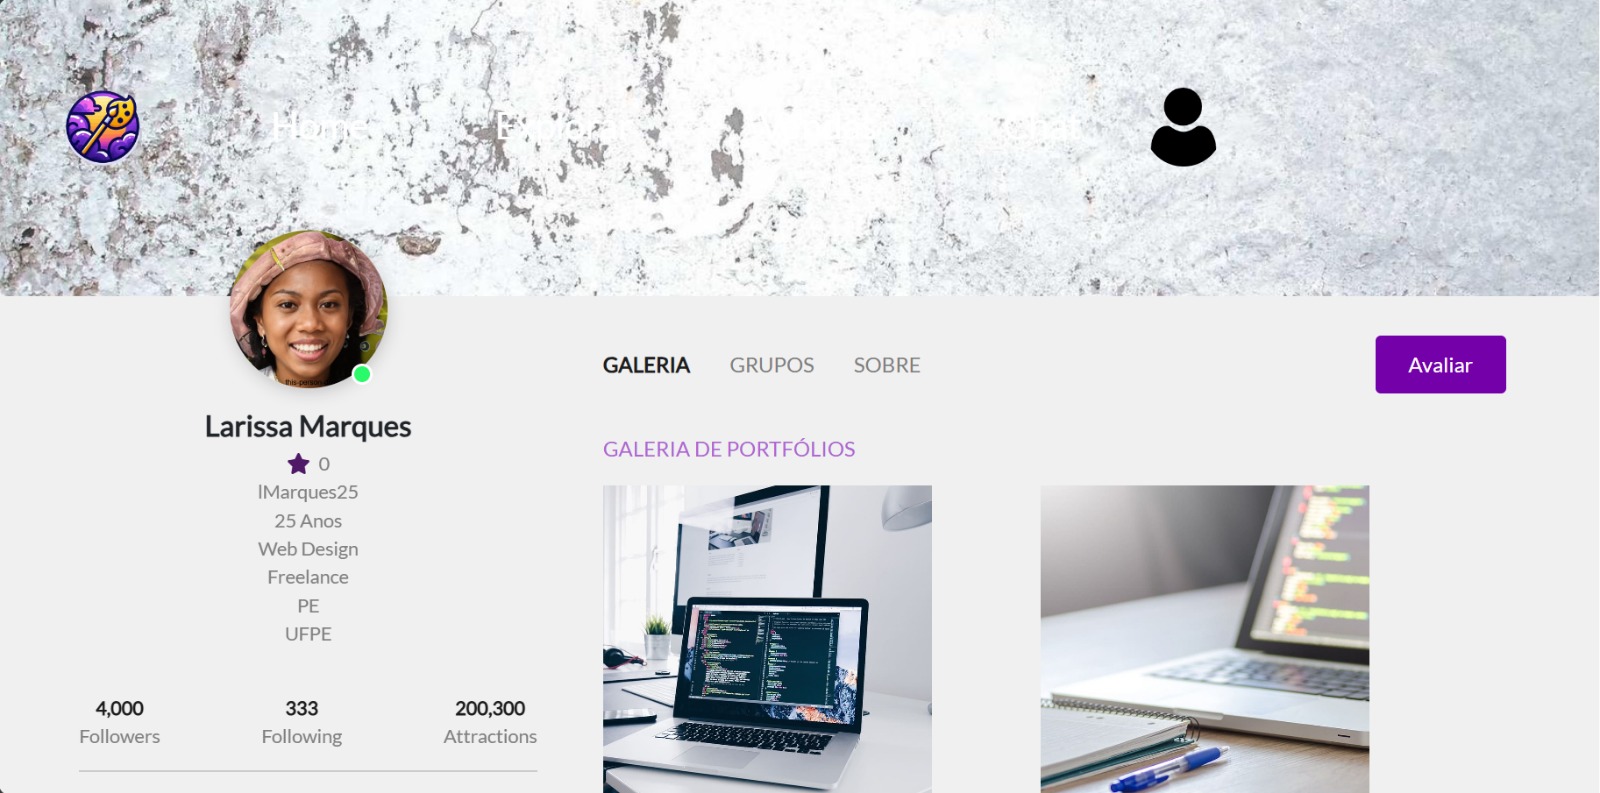 Home
GALERIA GRUPOS SOBRE
Avaliar
Larissa Marques
0
lMarques25
25 Anos
Web Design
Freelance
PE
UFPE
4,000 333 200,300
Followers Following Attractions
GALERIA DE PORTFÓLIOS